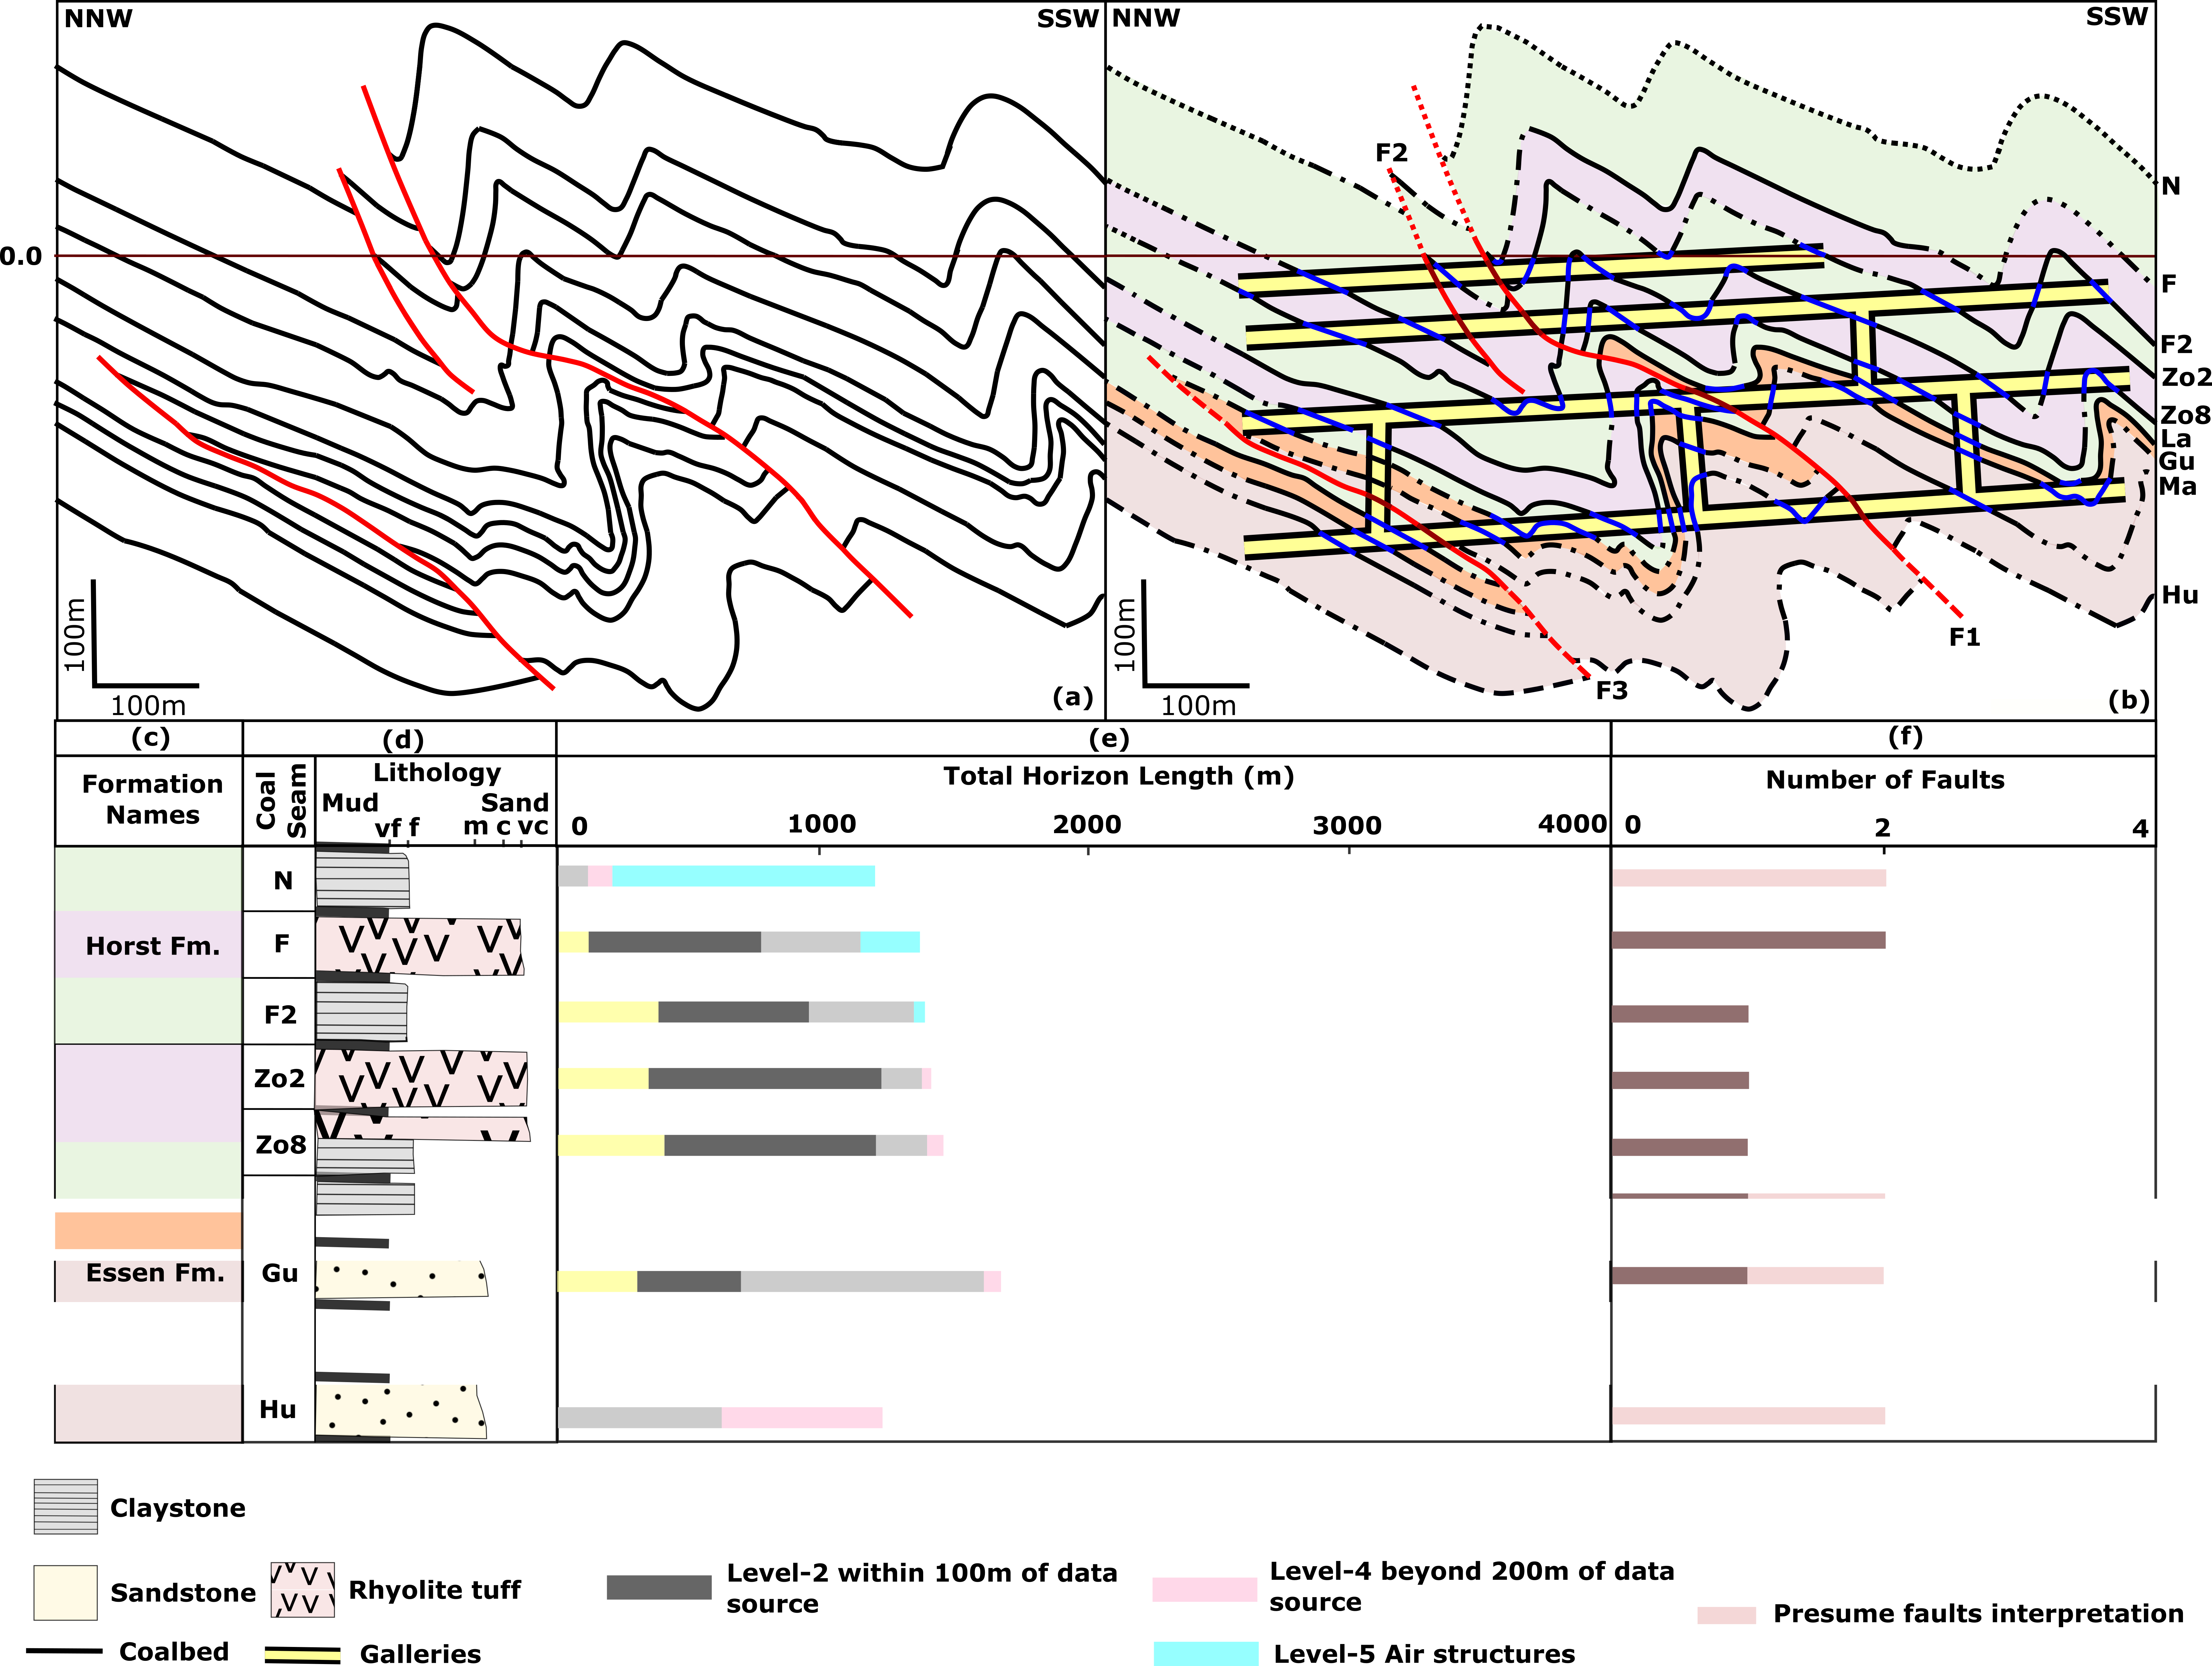 NNW
SSW
NNW
SSW
F2
N
0.0
F
F2
Zo2
Zo8
La
Gu
Ma
Hu
100m
100m
(a)
100m
100m
F3
F1
(b)
(c)
(d)
(e)
(f)
Formation
Names
Coal
Seam
Lithology
Mud
Sand
vf f
m c vc
Total Horizon Length (m)
0
1000
2000
3000
4000
Number of Faults
0
2
4
N
Horst Fm.
F
F2
Zo2
Zo8
Essen Fm.
Gu
Hu
Claystone
Sandstone
Rhyolite tuff
Level-2 within 100m of data
source
Level-4 beyond 200m of data
source
Presume faults interpretation
Coalbed
Galleries
Level-5 Air structures